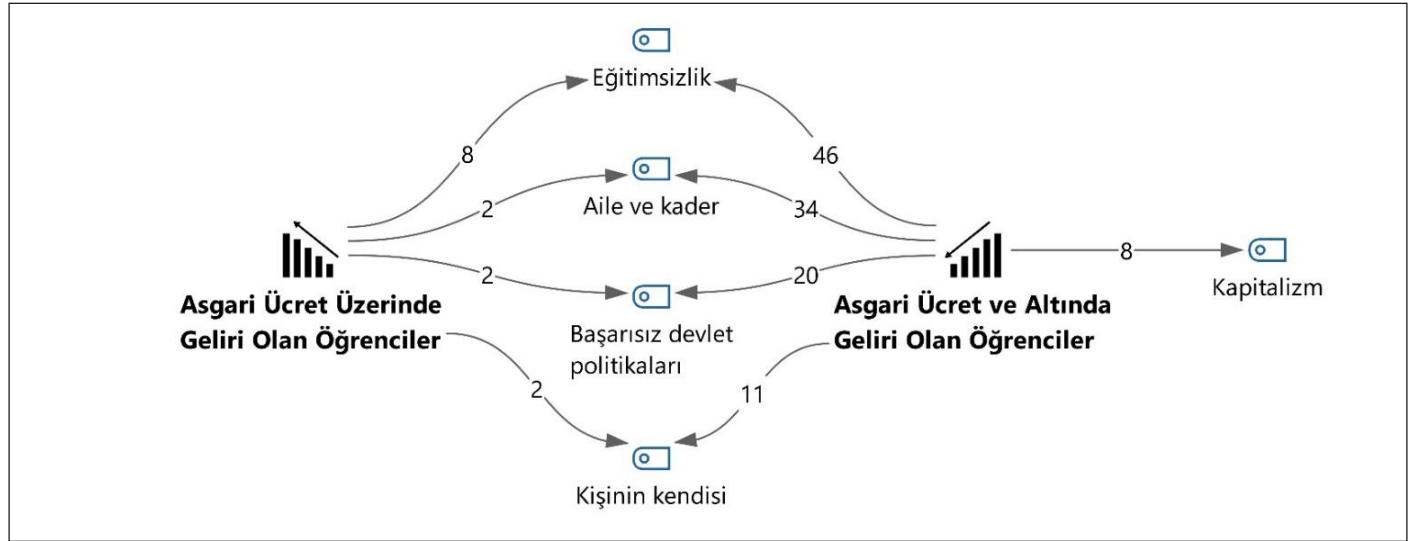 Eğitimsizlik
8
46
Aile ve kader
2
34
Asgari Ücret Üzerinde
Geliri Olan Öğrenciler
2
20
Başarısız devlet
politikaları
Asgari Ücret ve Altında
Geliri Olan Öğrenciler
8
Kapitalizm
2
11
Kişinin kendisi